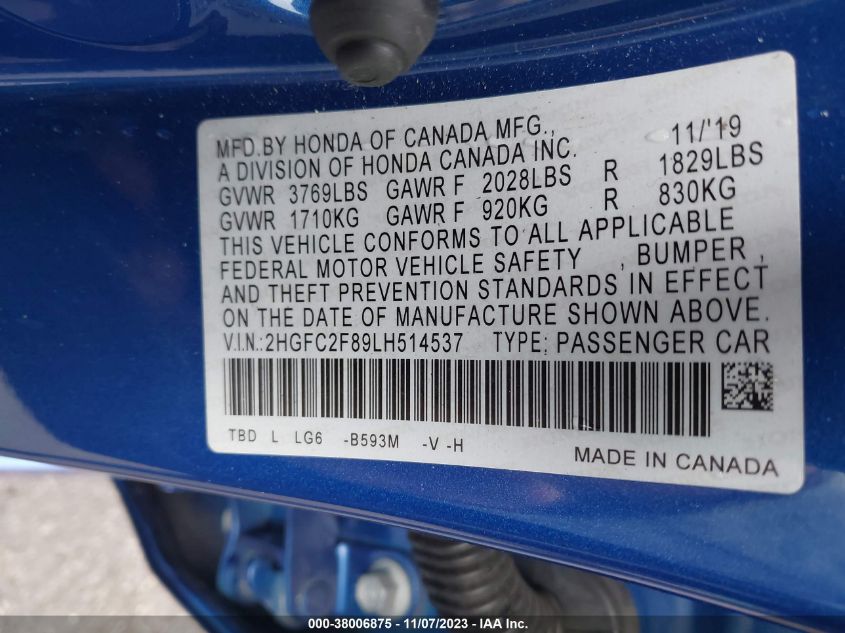 MFD.BY HONDA OF CANADA MFG., 11/'19
A DIVISION OF HONDA CANADA INC.
GVWR 3769LBS GAWR F 2028LBS R 1829LBS
GVWR 1710KG GAWR F 920KG R 830KG
THIS VEHICLE CONFORMS TO ALL APPLICABLE
FEDERAL MOTOR VEHICLE SAFETY , BUMPER ,
AND THEFT PREVENTION STANDARDS IN EFFECT
ON THE DATE OF MANUFACTURE SHOWN ABOVE.
V.I.N.:2HGFC2F89LH514537 TYPE: PASSENGER CAR
TBD L LG6 -B593M -V -H
MADE IN CANADA
000-38006875 - 11/07/2023 - IAA Inc.